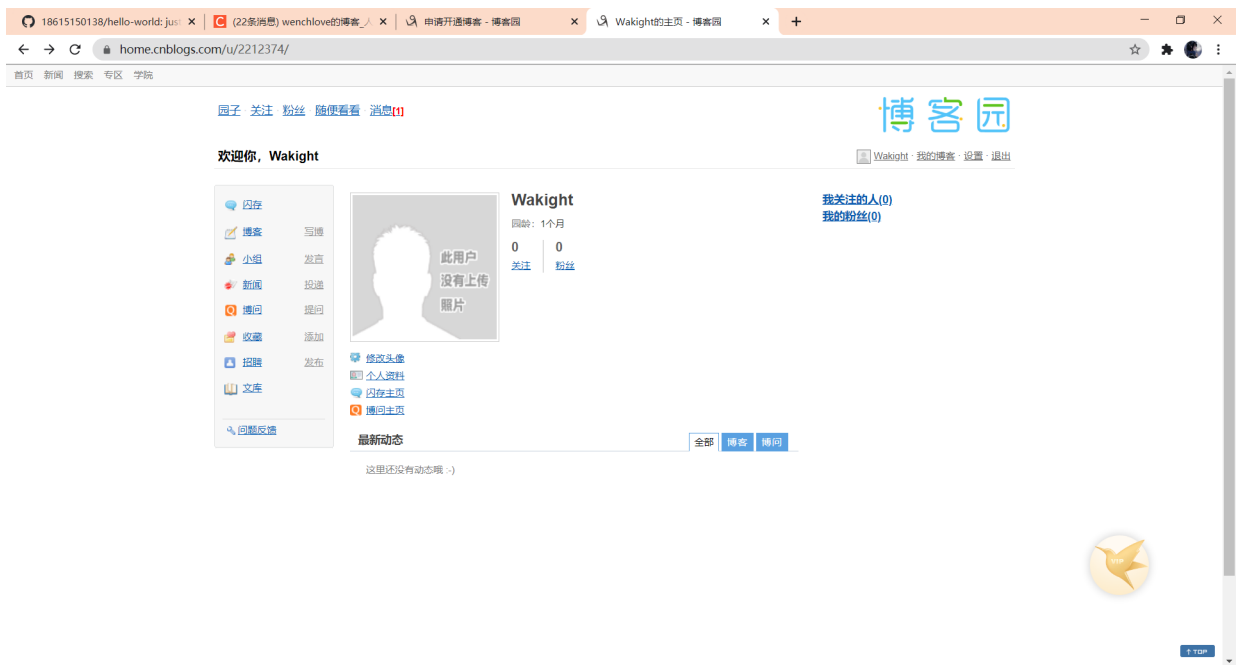 18615150138/hello-world: jus
(22条消息) wenchlove的博客_人
申请开通博客 - 博客园
Wakight的主页 - 博客园
home.cnblogs.com/u/2212374/
首页 新闻 搜索 专区 学院
园子 · 关注 · 粉丝 · 随便看看 · 消息[1]
博客园
欢迎你，Wakight
Wakight · 我的博客 · 设置 · 退出
闪存
博客 写博
小组 发言
新闻 投递
博问 提问
收藏 添加
招聘 发布
文库
问题反馈
此用户
没有上传
照片
Wakight
园龄：1个月
0 0
关注 粉丝
我关注的人(0)
我的粉丝(0)
修改头像
个人资料
闪存主页
博问主页
最新动态
全部 博客 博问
这里还没有动态哦 :-)
VIP
↑ TOP